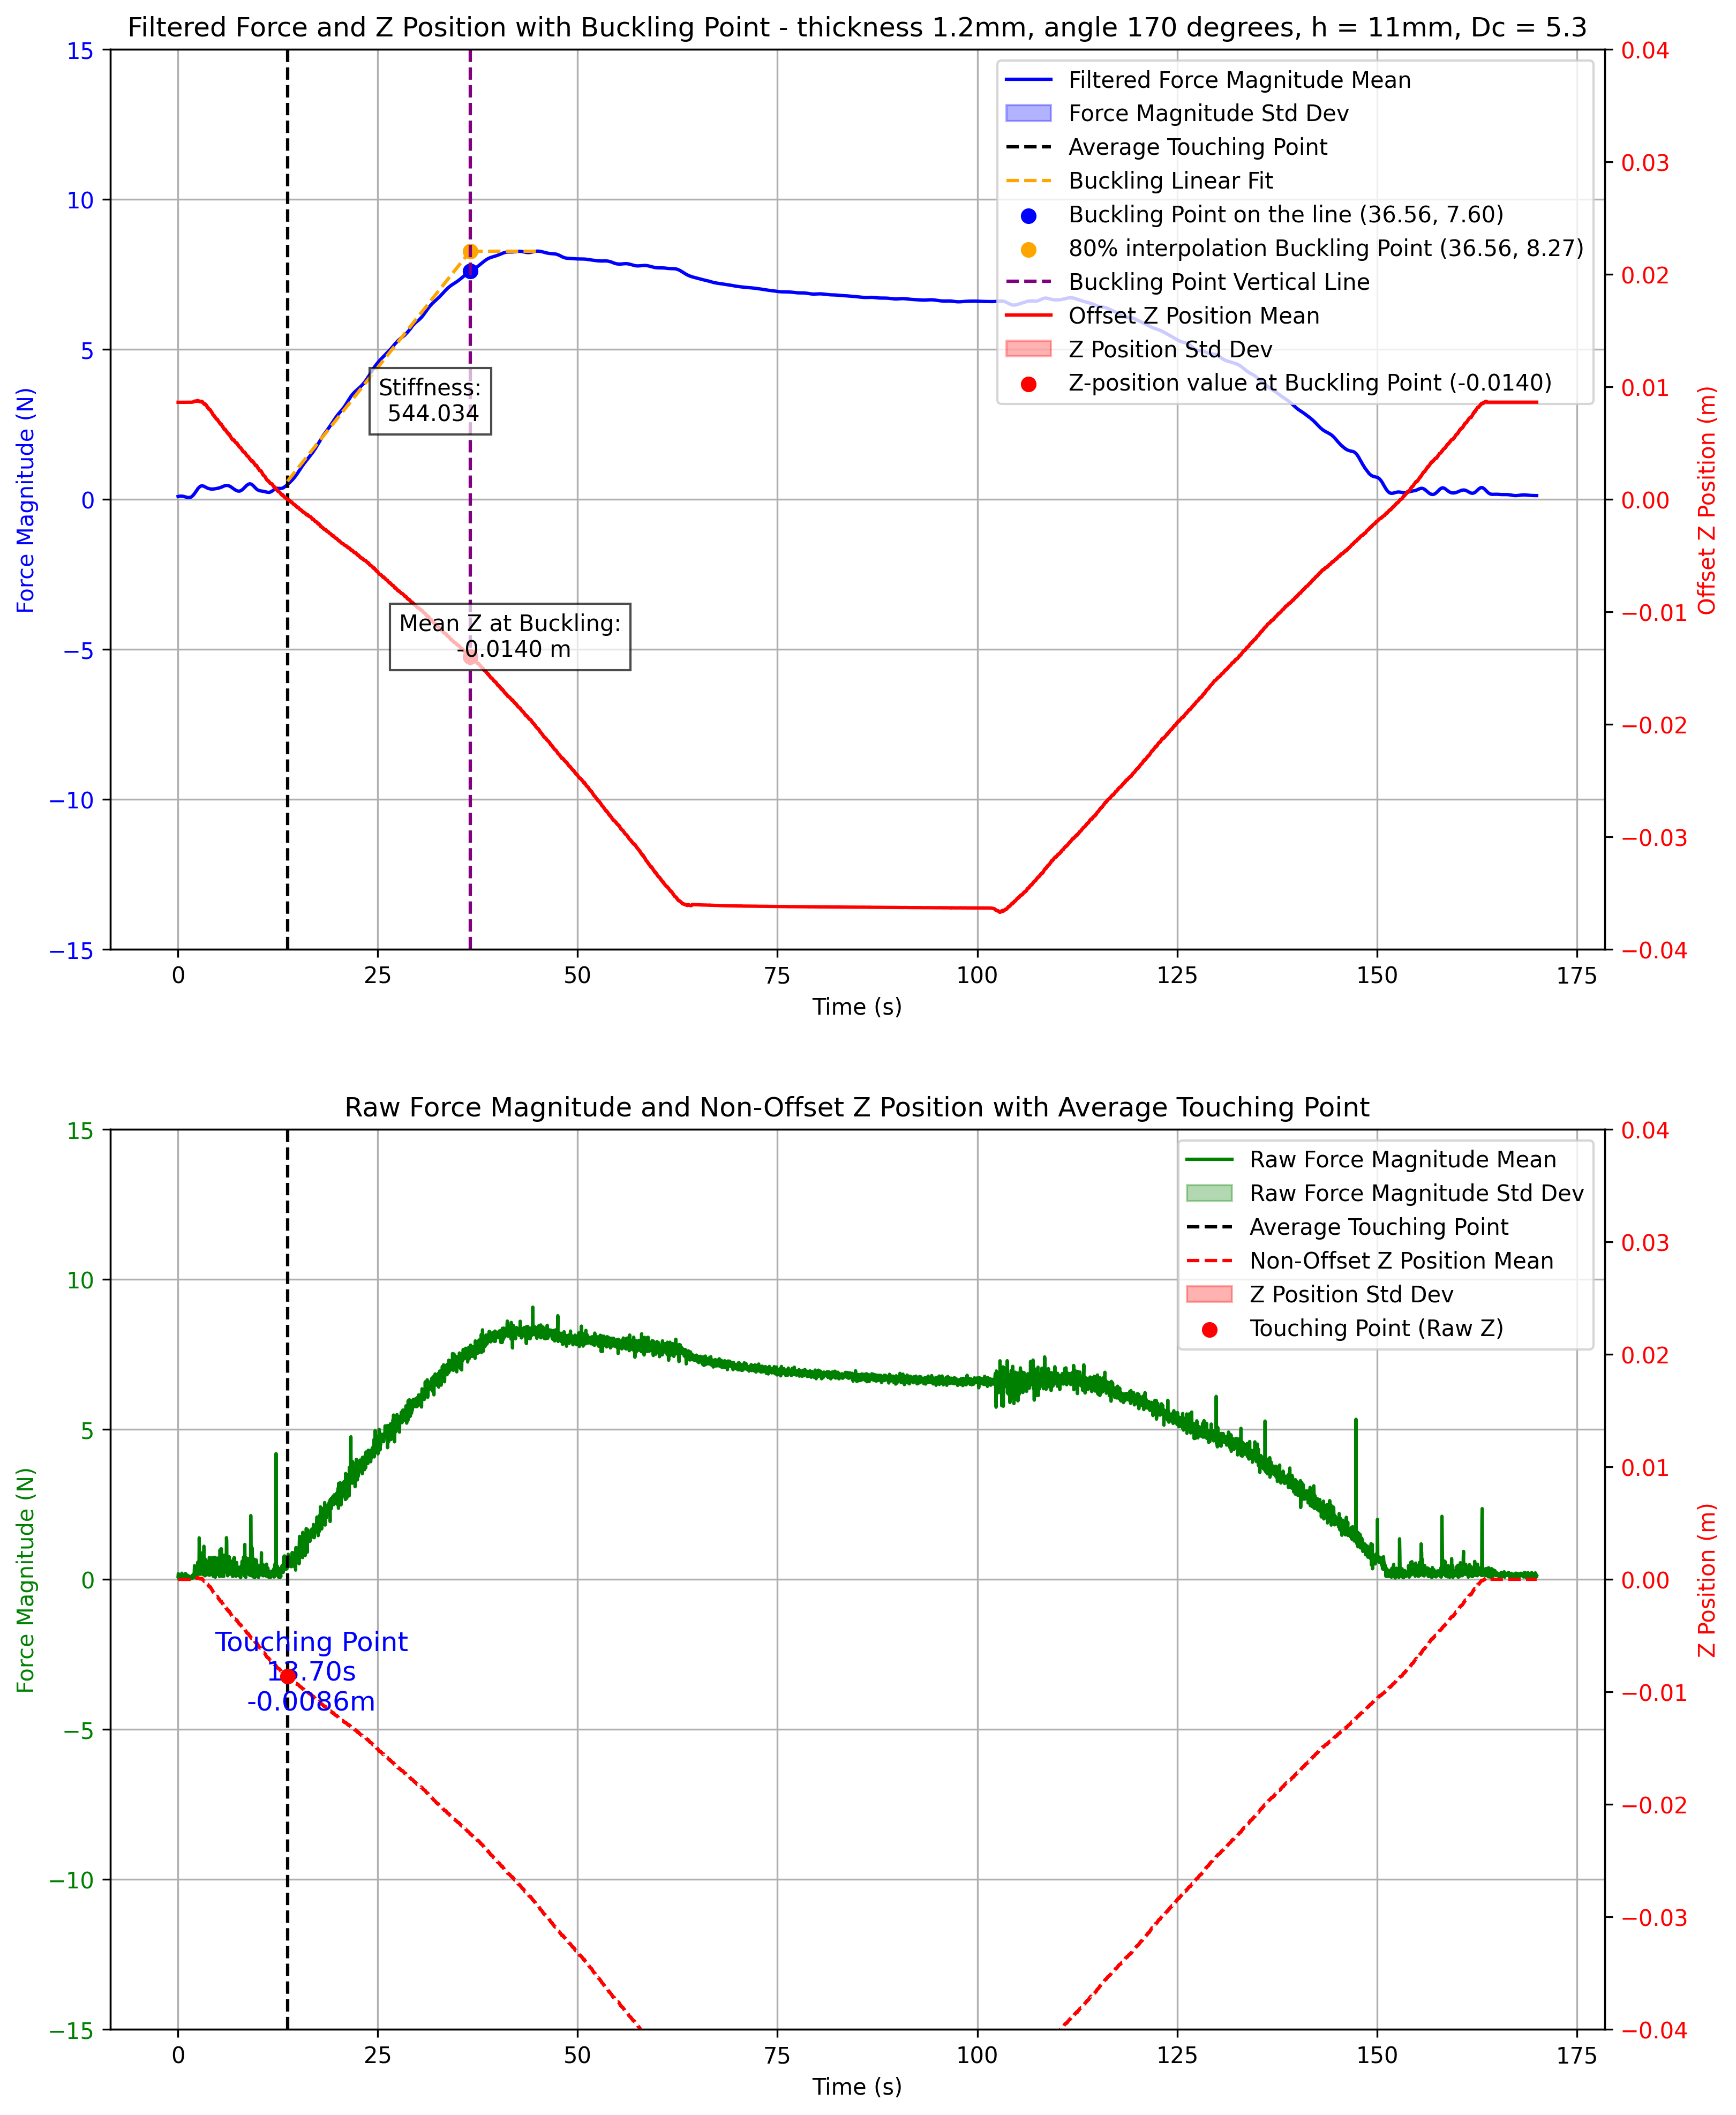 Filtered Force and Z Position with Buckling Point - thickness 1.2mm, angle 170 degrees, h = 11mm, Dc = 5.3
15
10
5
0
−5
−10
−15
Force Magnitude (N)
0.04
0.03
0.02
0.01
0.00
−0.01
−0.02
−0.03
−0.04
Offset Z Position (m)
Filtered Force Magnitude Mean
Force Magnitude Std Dev
Average Touching Point
Buckling Linear Fit
Buckling Point on the line (36.56, 7.60)
80% interpolation Buckling Point (36.56, 8.27)
Buckling Point Vertical Line
Offset Z Position Mean
Z Position Std Dev
Z-position value at Buckling Point (-0.0140)
Stiffness:
544.034
Mean Z at Buckling:
-0.0140 m
0 25 50 75 100 125 150 175
Time (s)
Raw Force Magnitude and Non-Offset Z Position with Average Touching Point
15
10
5
0
−5
−10
−15
Force Magnitude (N)
0.04
0.03
0.02
0.01
0.00
−0.01
−0.02
−0.03
−0.04
Z Position (m)
Raw Force Magnitude Mean
Raw Force Magnitude Std Dev
Average Touching Point
Non-Offset Z Position Mean
Z Position Std Dev
Touching Point (Raw Z)
Touching Point
13.70s
-0.0086m
0 25 50 75 100 125 150 175
Time (s)